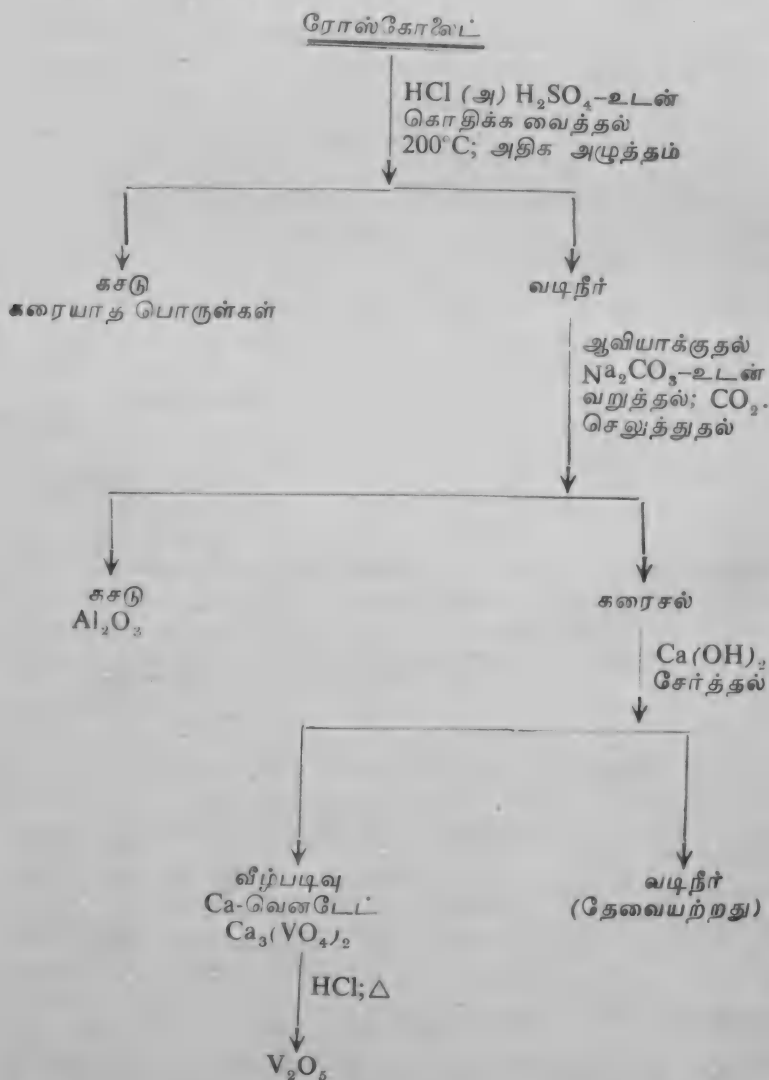 ரோஸ்கோலைட்
HCl (அ) H₂SO₄-உடன்
கொதிக்க வைத்தல்
200°C; அதிக அழுத்தம்
கசடு
கரையாத பொருள்கள்
வடிநீர்
ஆவியாக்குதல்
Na₂CO₃-உடன்
வறுத்தல்; CO₂.
செலுத்துதல்
கசடு
Al₂O₃
கரைசல்
Ca(OH)₂
சேர்த்தல்
வீழ்படிவு
Ca-வெனடேட்
Ca₃(VO₄)₂
வடிநீர்
(தேவையற்றது)
HCl; △
V₂O₅